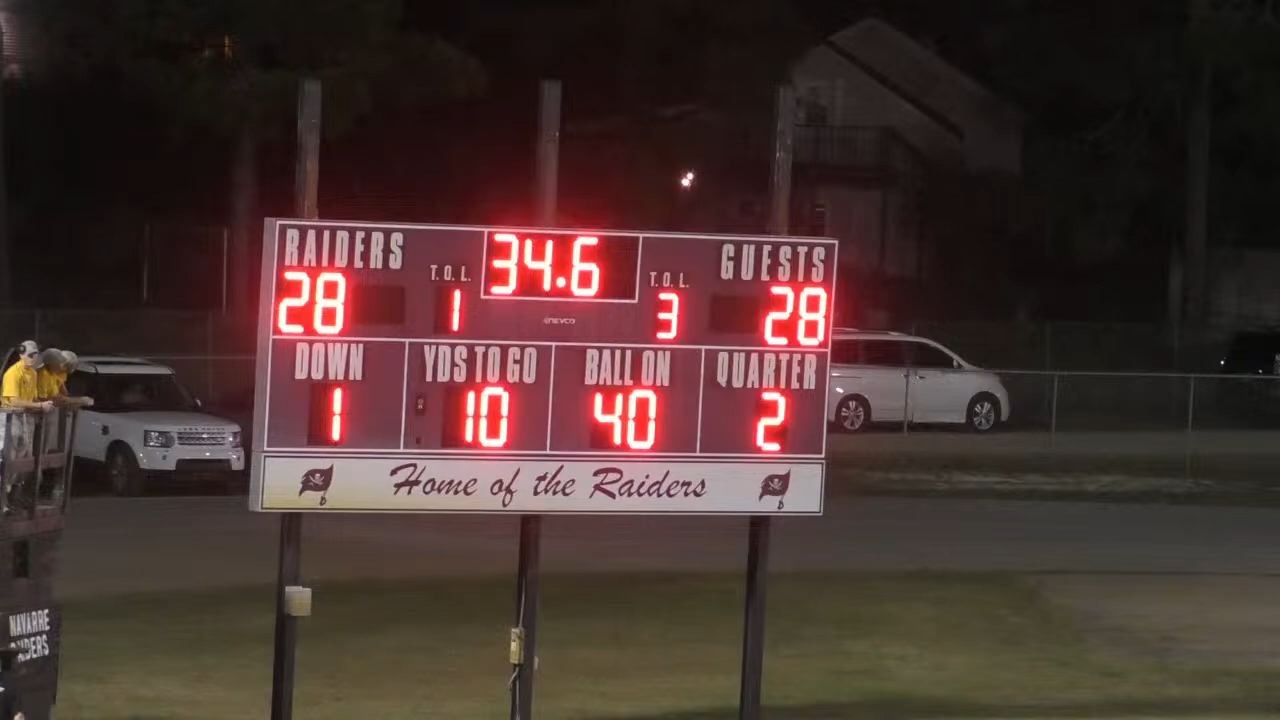 RAIDERS 34.6 GUESTS
T.O.L. T.O.L.
28 1 3 28
NEVCO
DOWN YDS TO GO BALL ON QUARTER
1 10 40 2
Home of the Raiders
NAVARRE
RAIDERS